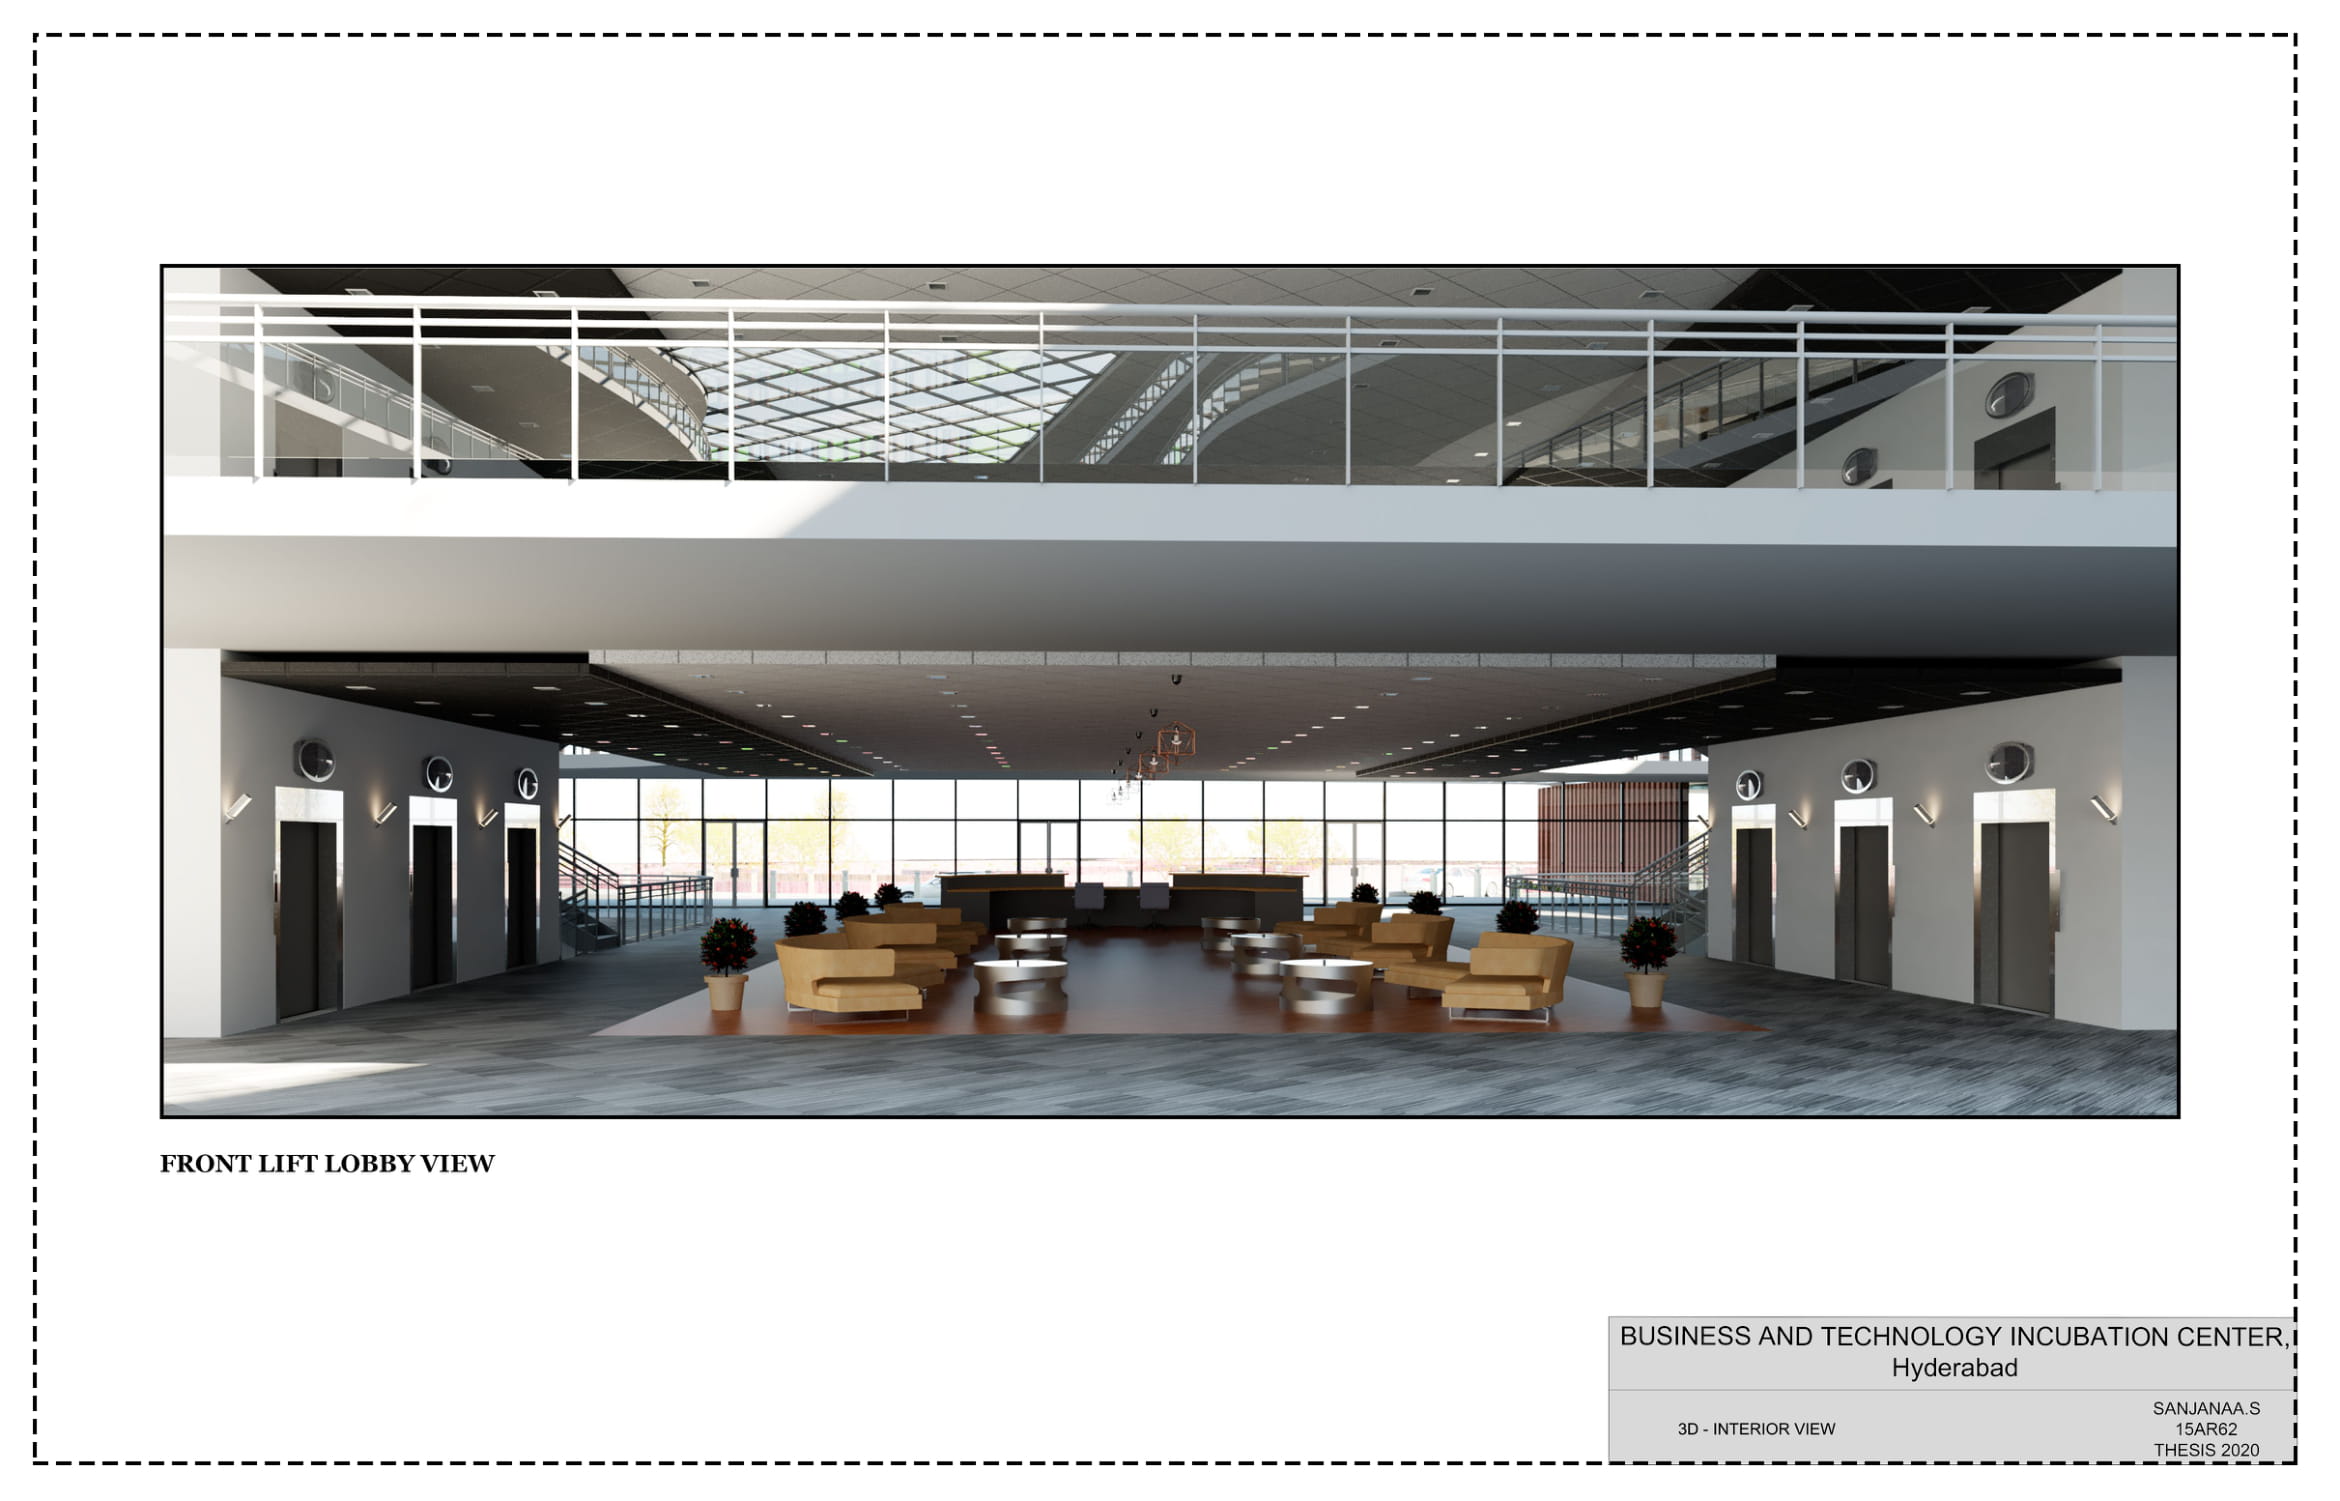 FRONT LIFT LOBBY VIEW
BUSINESS AND TECHNOLOGY INCUBATION CENTER,
Hyderabad
3D - INTERIOR VIEW
SANJANAA.S
15AR62
THESIS 2020